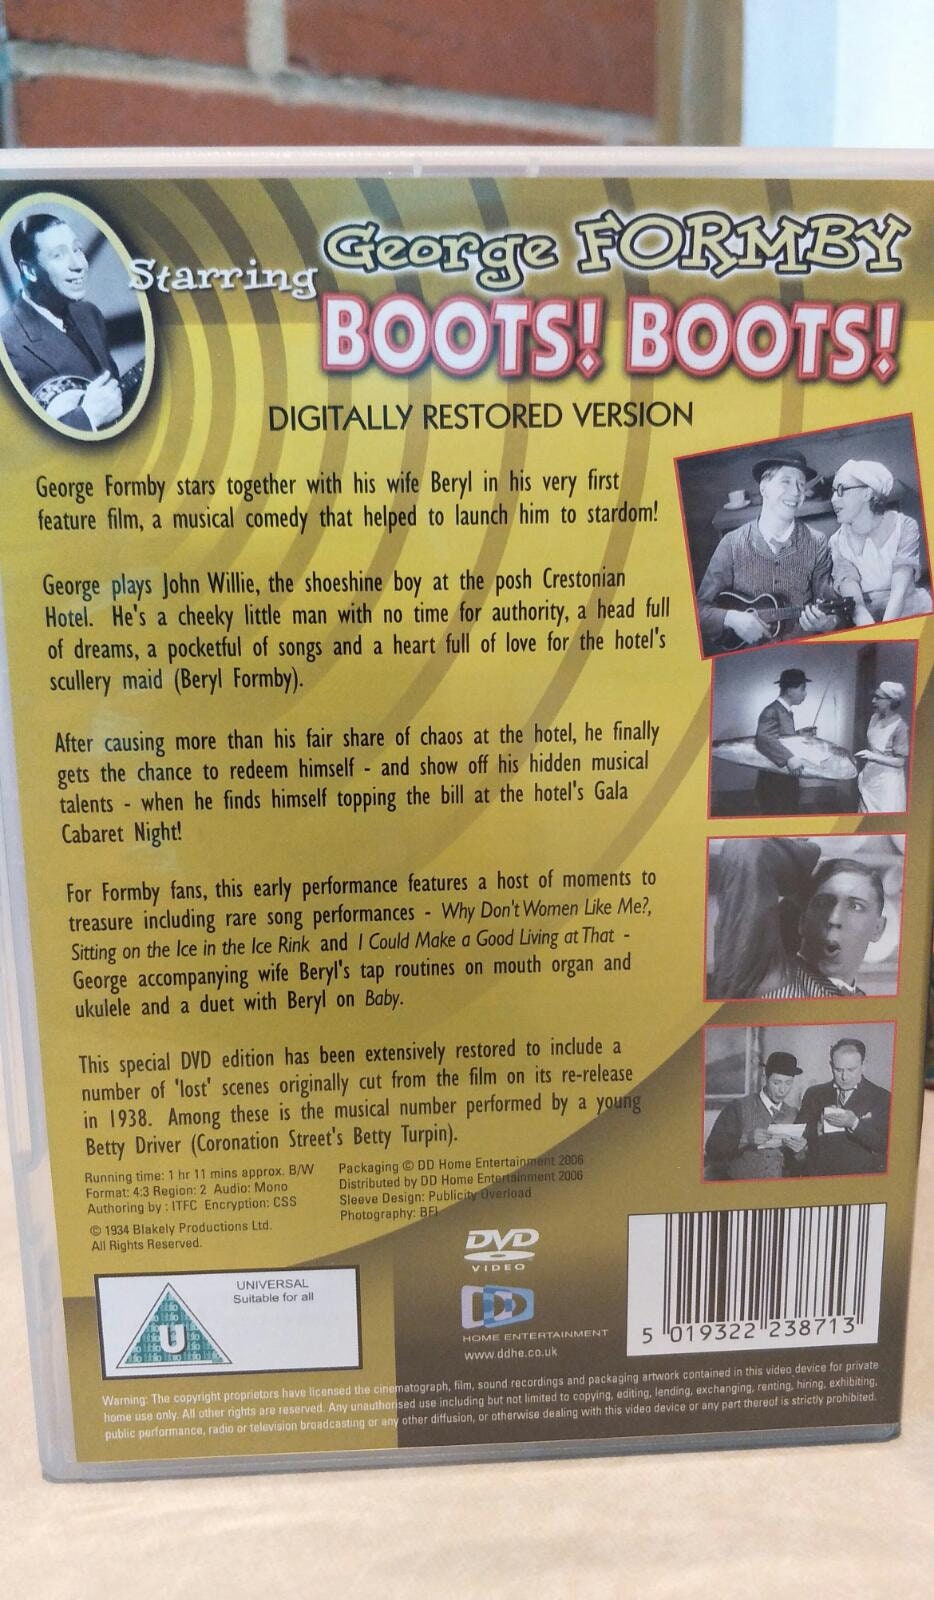 Starring George FORMBY
BOOTS! BOOTS!
DIGITALLY RESTORED VERSION
George Formby stars together with his wife Beryl in his very first
feature film, a musical comedy that helped to launch him to stardom!
George plays John Willie, the shoeshine boy at the posh Crestonian
Hotel. He's a cheeky little man with no time for authority, a head full
of dreams, a pocketful of songs and a heart full of love for the hotel's
scullery maid (Beryl Formby).
After causing more than his fair share of chaos at the hotel, he finally
gets the chance to redeem himself - and show off his hidden musical
talents - when he finds himself topping the bill at the hotel's Gala
Cabaret Night!
For Formby fans, this early performance features a host of moments to
treasure including rare song performances - Why Don't Women Like Me?,
Sitting on the Ice in the Ice Rink and I Could Make a Good Living at That -
George accompanying wife Beryl's tap routines on mouth organ and
ukulele and a duet with Beryl on Baby.
This special DVD edition has been extensively restored to include a
number of 'lost' scenes originally cut from the film on its re-release
in 1938. Among these is the musical number performed by a young
Betty Driver (Coronation Street's Betty Turpin).
Running time: 1 hr 11 mins approx. B/W
Format: 4:3 Region: 2 Audio: Mono
Authoring by : ITFC Encryption: CSS
© 1934 Blakely Productions Ltd.
All Rights Reserved.
Packaging © DD Home Entertainment 2006
Distributed by DD Home Entertainment 2006
Sleeve Design: Publicity Overload
Photography: BFI
DVD
VIDEO
DD
HOME ENTERTAINMENT
www.ddhe.co.uk
UNIVERSAL
Suitable for all
U
5 019322 238713
Warning: The copyright proprietors have licensed the cinematograph, film, sound recordings and packaging artwork contained in this video device for private
home use only. All other rights are reserved. Any unauthorised use including but not limited to copying, editing, lending, exchanging, renting, hiring, exhibiting,
public performance, radio or television broadcasting or any other diffusion, or otherwise dealing with this video device or any part thereof is strictly prohibited.